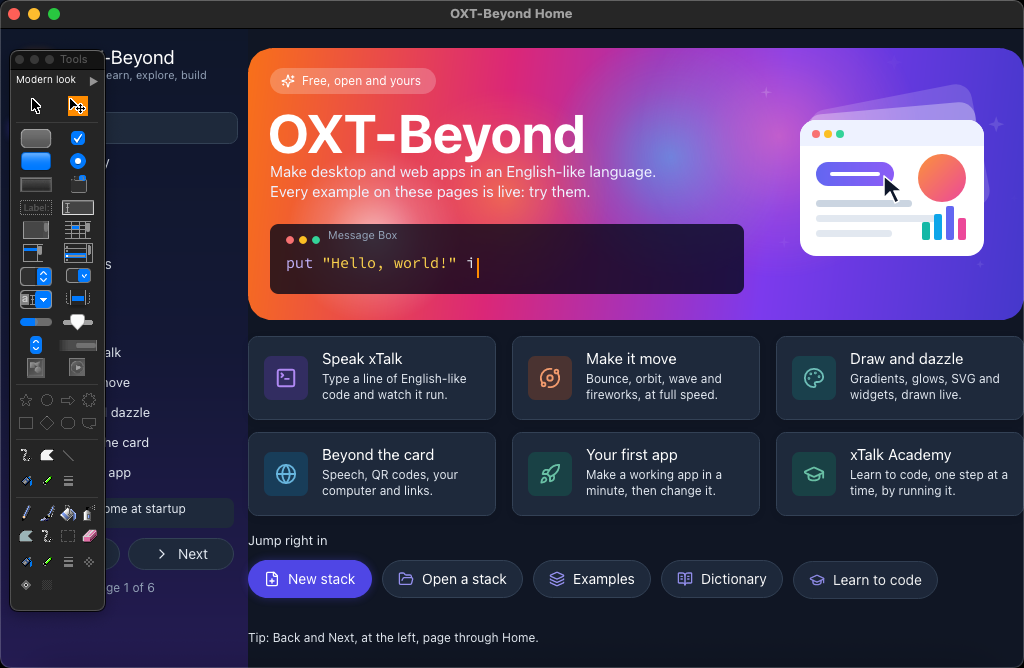 OXT-Beyond Home
Tools
Modern look
Label:
-Beyond
earn, explore, build
ome at startup
Next
ge 1 of 6
Free, open and yours
OXT-Beyond
Make desktop and web apps in an English-like language.
Every example on these pages is live: try them.
Message Box
put "Hello, world!" i
Speak xTalk
Type a line of English-like
code and watch it run.
Make it move
Bounce, orbit, wave and
fireworks, at full speed.
Draw and dazzle
Gradients, glows, SVG and
widgets, drawn live.
Beyond the card
Speech, QR codes, your
computer and links.
Your first app
Make a working app in a
minute, then change it.
xTalk Academy
Learn to code, one step at a
time, by running it.
Jump right in
New stack
Open a stack
Examples
Dictionary
Learn to code
Tip: Back and Next, at the left, page through Home.
alk
nove
dazzle
he card
app